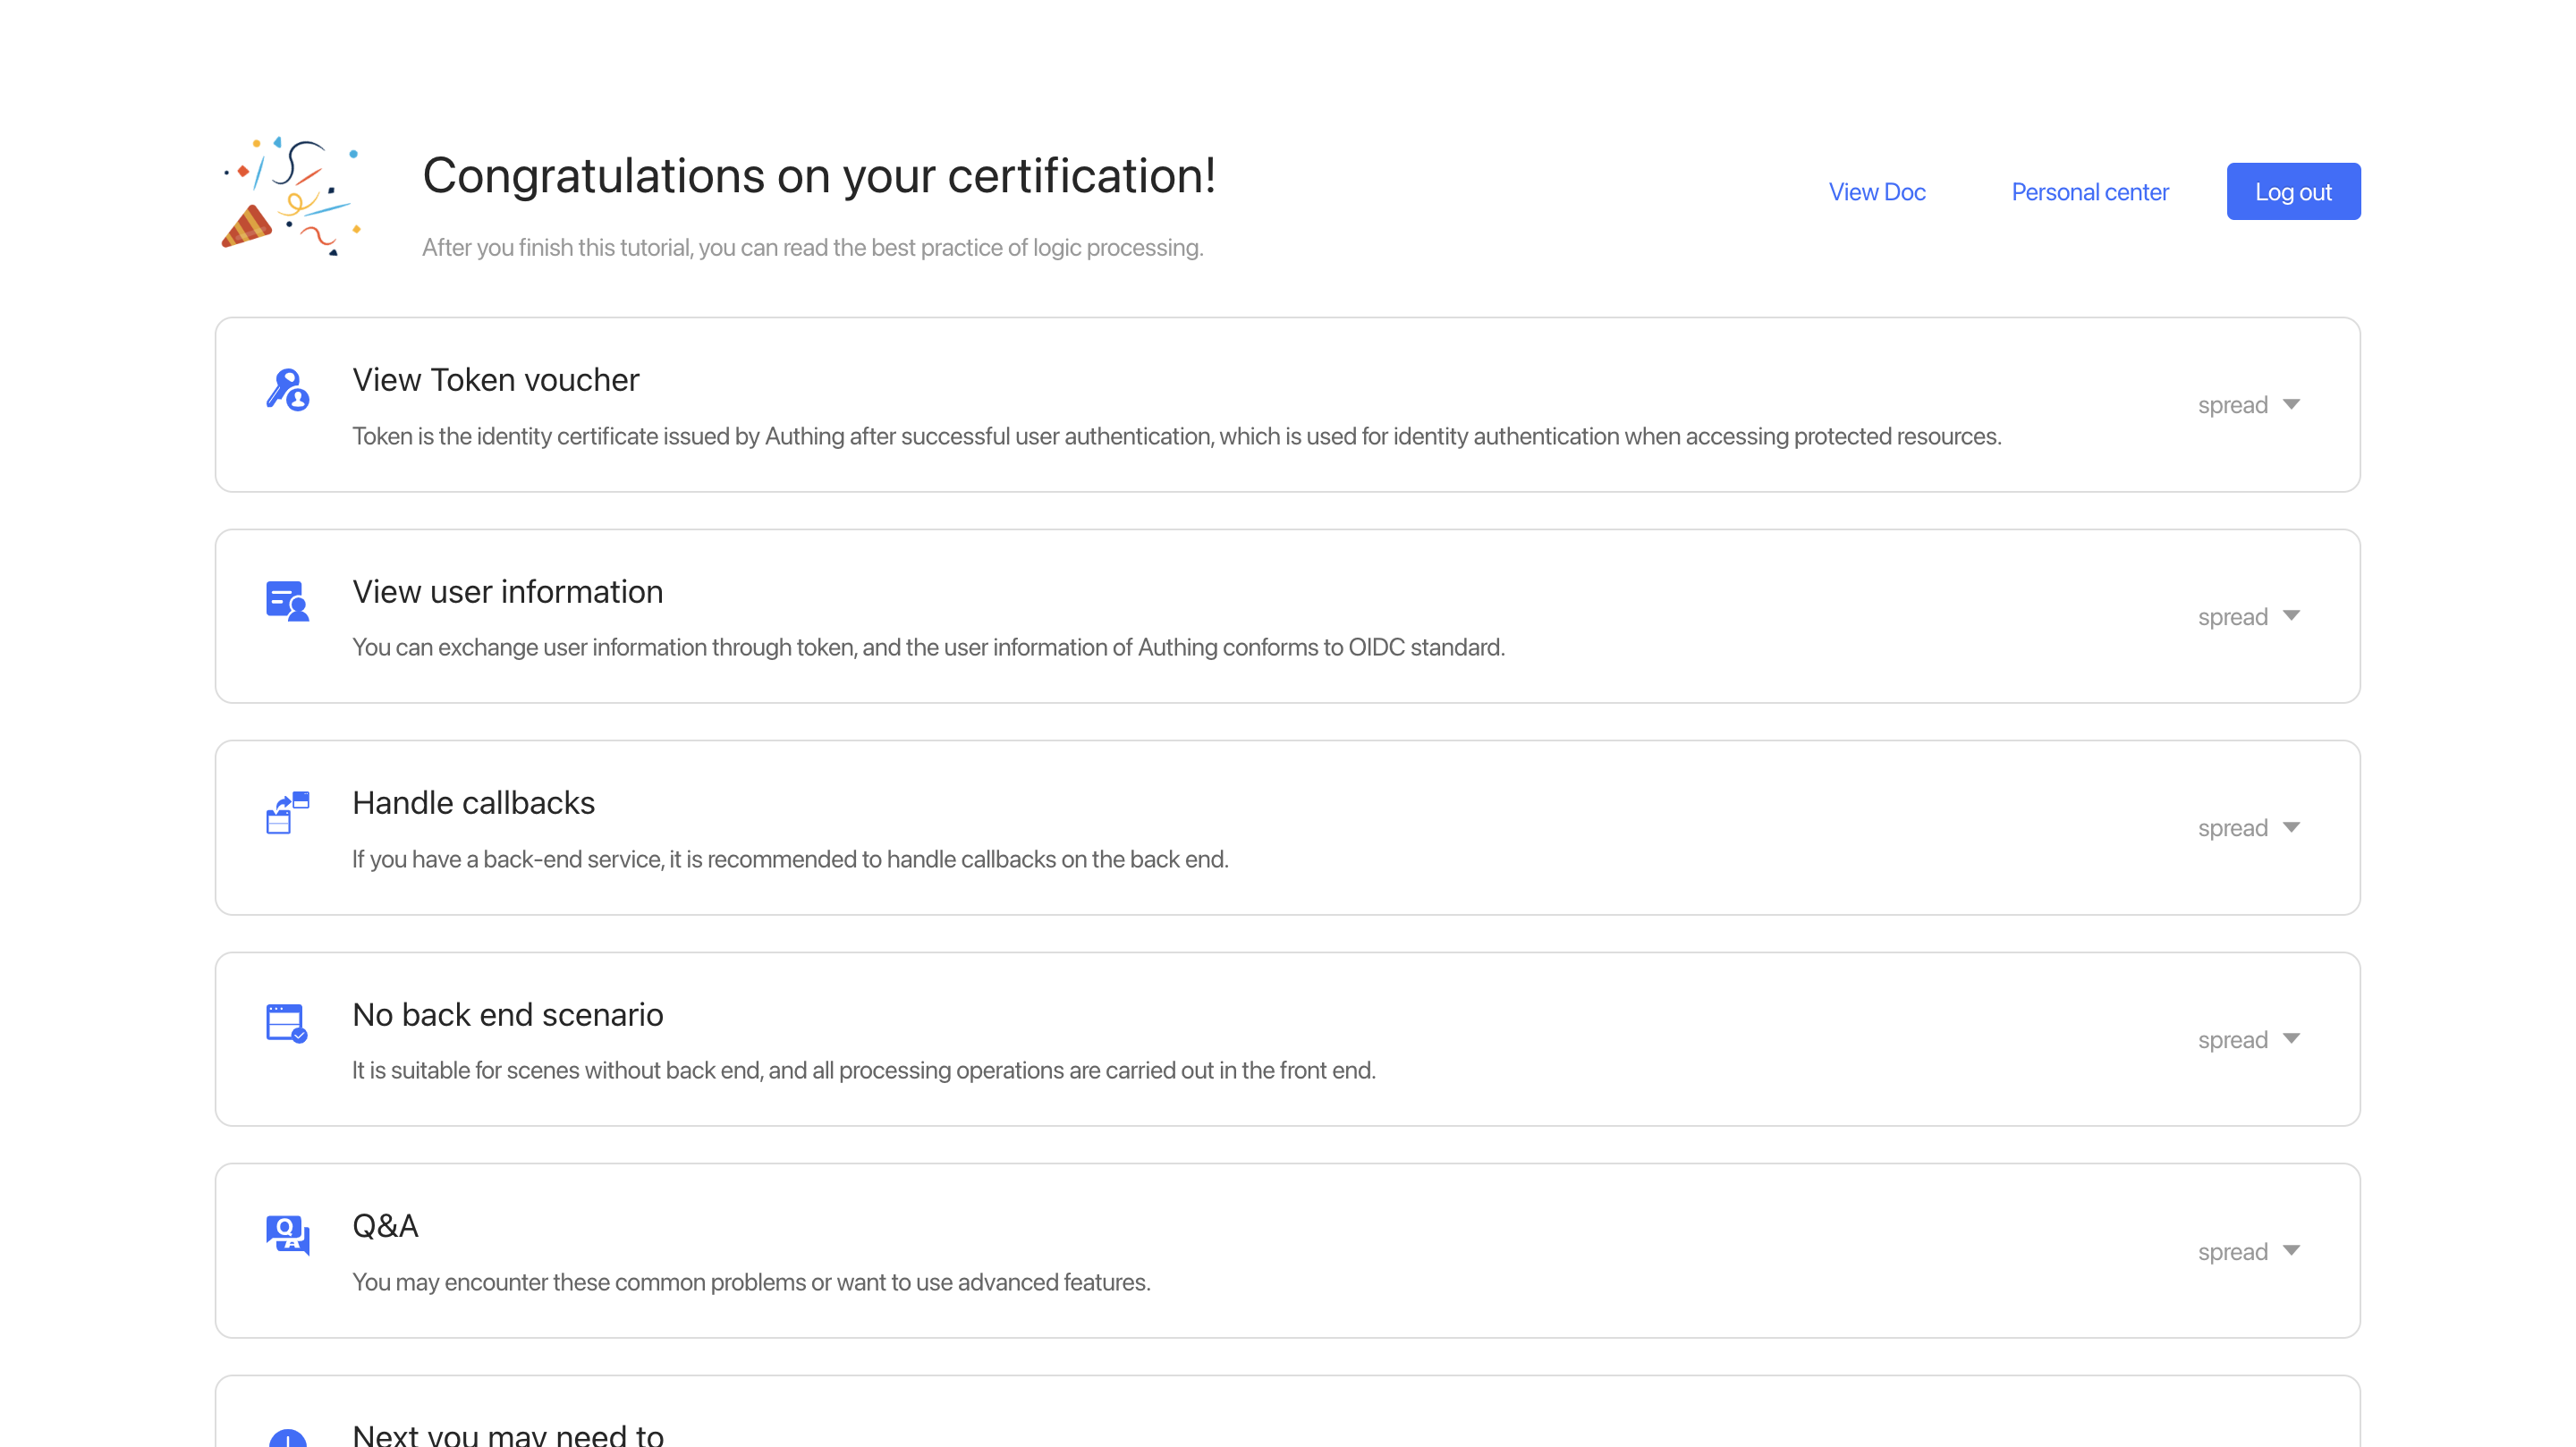 Congratulations on your certification!
After you finish this tutorial, you can read the best practice of logic processing.
View Doc
Personal center
Log out
View Token voucher
Token is the identity certificate issued by Authing after successful user authentication, which is used for identity authentication when accessing protected resources.
spread
View user information
You can exchange user information through token, and the user information of Authing conforms to OIDC standard.
spread
Handle callbacks
If you have a back-end service, it is recommended to handle callbacks on the back end.
spread
No back end scenario
It is suitable for scenes without back end, and all processing operations are carried out in the front end.
spread
Q&A
You may encounter these common problems or want to use advanced features.
spread
Next you may need to